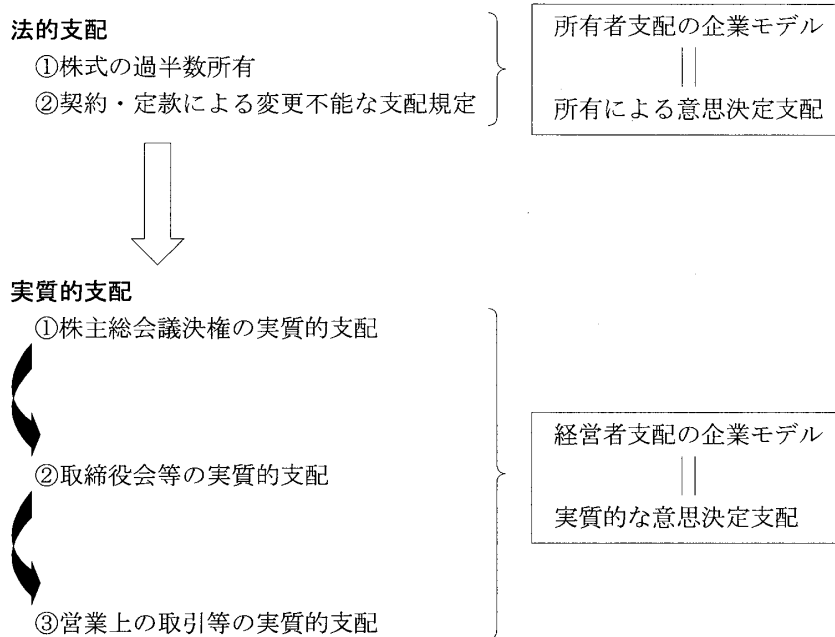 法的支配
①株式の過半数所有
②契約・定款による変更不能な支配規定
所有者支配の企業モデル
所有による意思決定支配
実質的支配
①株主総会議決権の実質的支配
②取締役会等の実質的支配
③営業上の取引等の実質的支配
経営者支配の企業モデル
実質的な意思決定支配